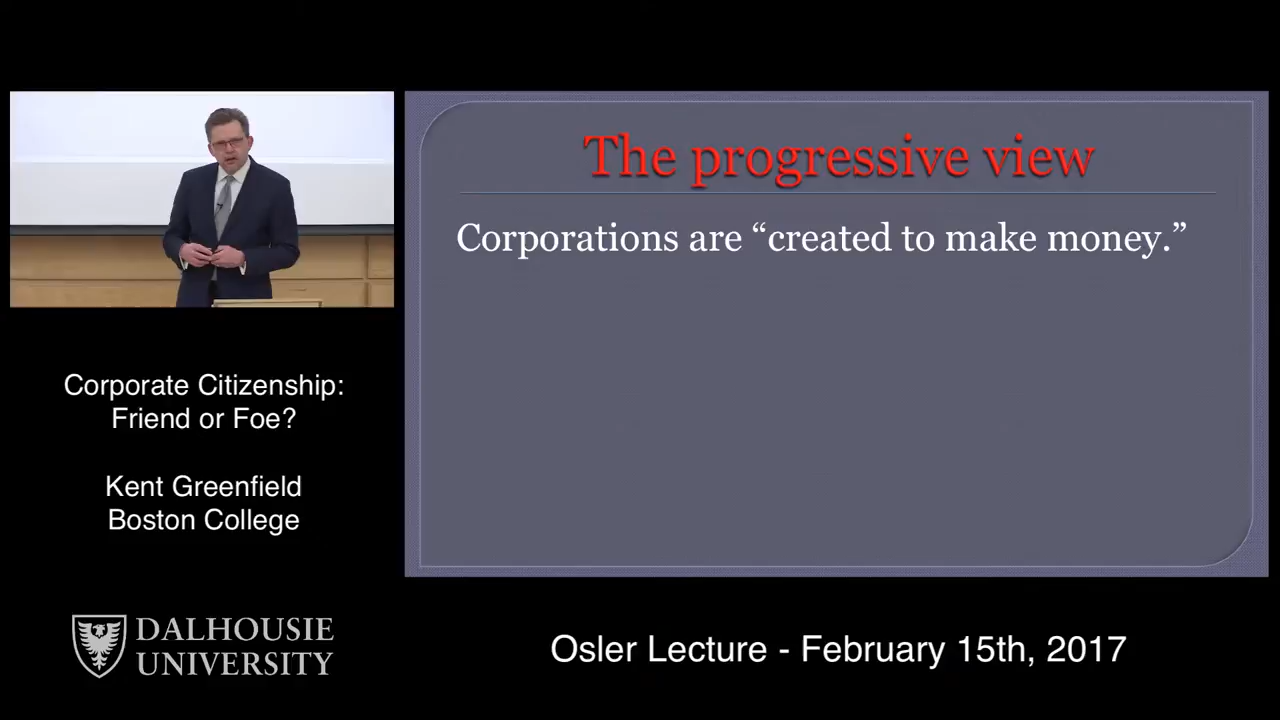 The progressive view
Corporations are “created to make money.”
Corporate Citizenship:
Friend or Foe?
Kent Greenfield
Boston College
DALHOUSIE
UNIVERSITY
Osler Lecture - February 15th, 2017